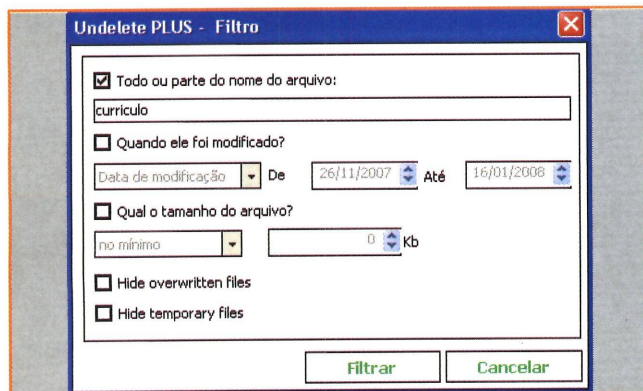 Undelete PLUS - Filtro
Todo ou parte do nome do arquivo:
curriculo
Quando ele foi modificado?
Data de modificação De 26/11/2007 Até 16/01/2008
Qual o tamanho do arquivo?
no mínimo 0 Kb
Hide overwritten files
Hide temporary files
Filtrar Cancelar